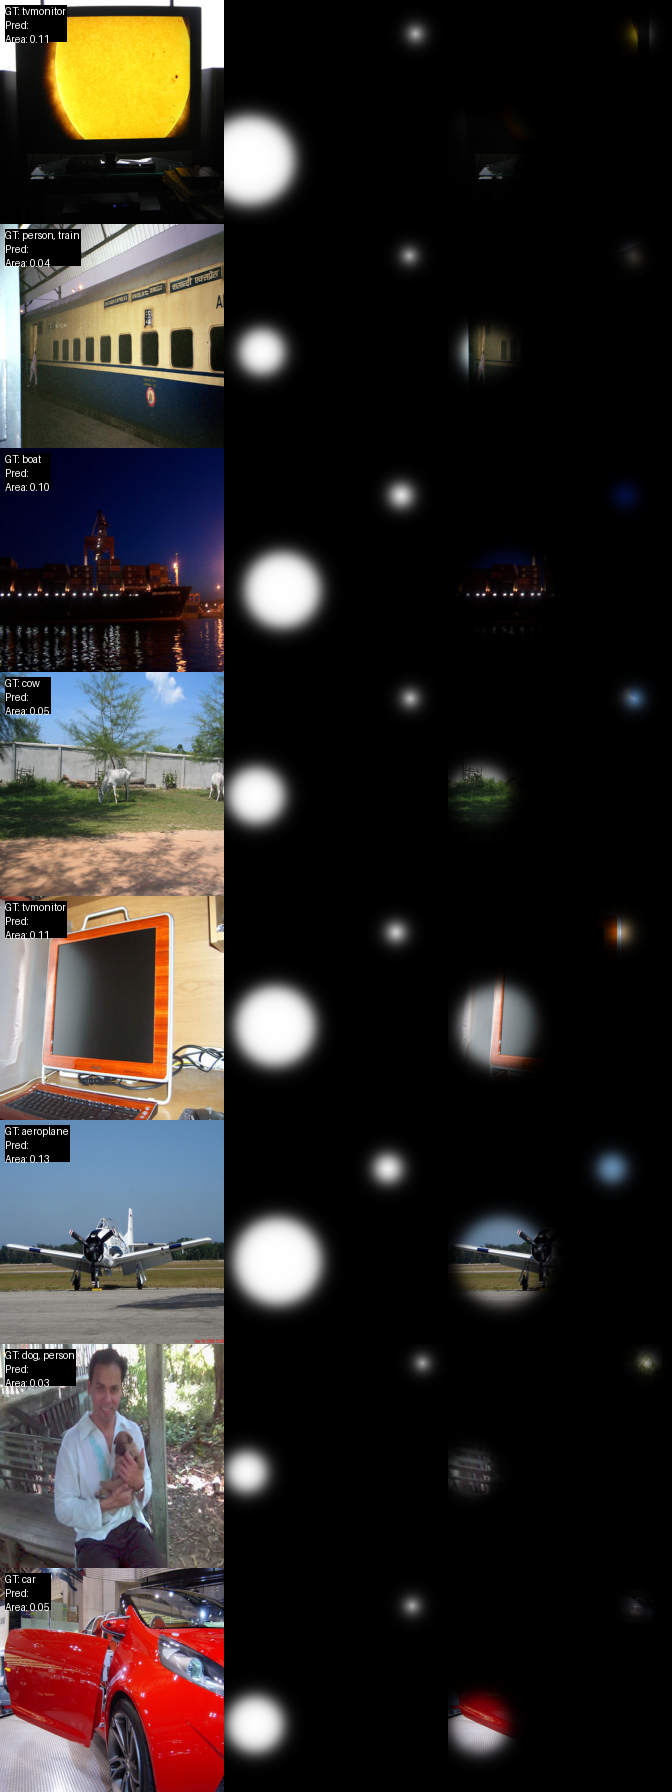 GT: tvmonitor
Pred:
Area: 0.11
GT: person, train
Pred:
Area: 0.04
GT: boat
Pred:
Area: 0.10
GT: cow
Pred:
Area: 0.05
GT: tvmonitor
Pred:
Area: 0.11
GT: aeroplane
Pred:
Area: 0.13
GT: dog, person
Pred:
Area: 0.03
GT: car
Pred:
Area: 0.05